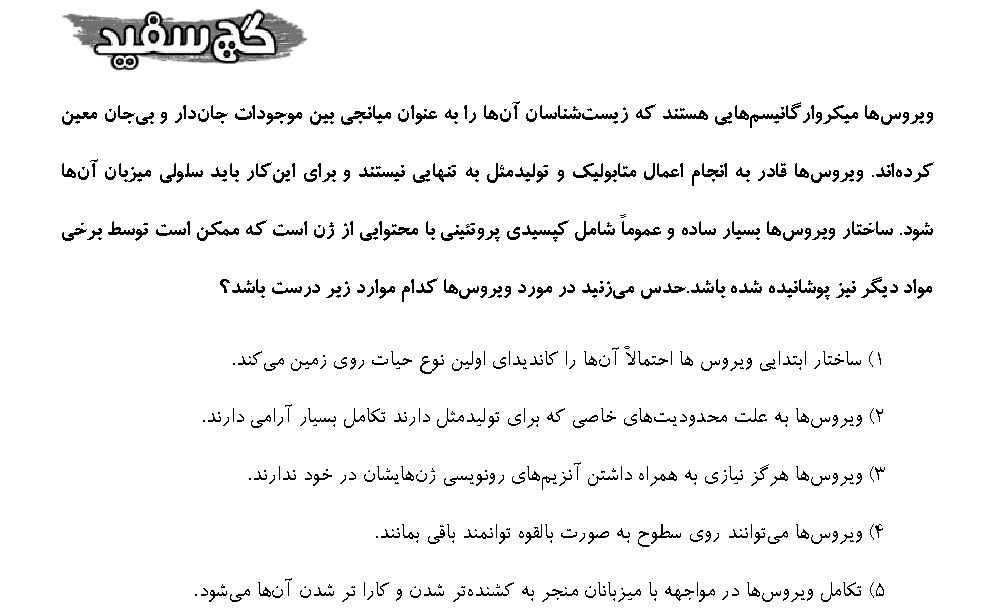 گچ سفید
ویروس‌ها میکروارگانیسم‌هایی هستند که زیست‌شناسان آن‌ها را به عنوان میانجی بین موجودات جان‌دار و بی‌جان معین
کرده‌اند. ویروس‌ها قادر به انجام اعمال متابولیک و تولیدمثل به تنهایی نیستند و برای این‌کار باید سلولی میزبان آن‌ها
شود. ساختار ویروس‌ها بسیار ساده و عموماً شامل کپسیدی پروتئینی با محتوایی از ژن است که ممکن است توسط برخی
مواد دیگر نیز پوشانیده شده باشد.حدس می‌زنید در مورد ویروس‌ها کدام موارد زیر درست باشد؟
۱) ساختار ابتدایی ویروس ها احتمالاً آن‌ها را کاندیدای اولین نوع حیات روی زمین می‌کند.
۲) ویروس‌ها به علت محدودیت‌های خاصی که برای تولیدمثل دارند تکامل بسیار آرامی دارند.
۳) ویروس‌ها هرگز نیازی به همراه داشتن آنزیم‌های رونویسی ژن‌هایشان در خود ندارند.
۴) ویروس‌ها می‌توانند روی سطوح به صورت بالقوه توانمند باقی بمانند.
۵) تکامل ویروس‌ها در مواجهه با میزبانان منجر به کشنده‌تر شدن و کارا تر شدن آن‌ها می‌شود.